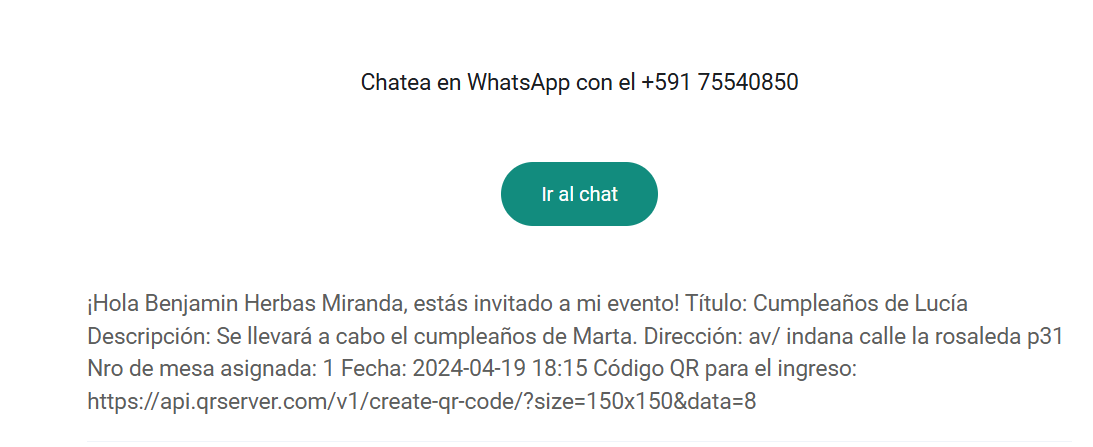 Chatea en WhatsApp con el +591 75540850
Ir al chat
¡Hola Benjamin Herbas Miranda, estás invitado a mi evento! Título: Cumpleaños de Lucía
Descripción: Se llevará a cabo el cumpleaños de Marta. Dirección: av/ indana calle la rosaleda p31
Nro de mesa asignada: 1 Fecha: 2024-04-19 18:15 Código QR para el ingreso:
https://api.qrserver.com/v1/create-qr-code/?size=150x150&data=8